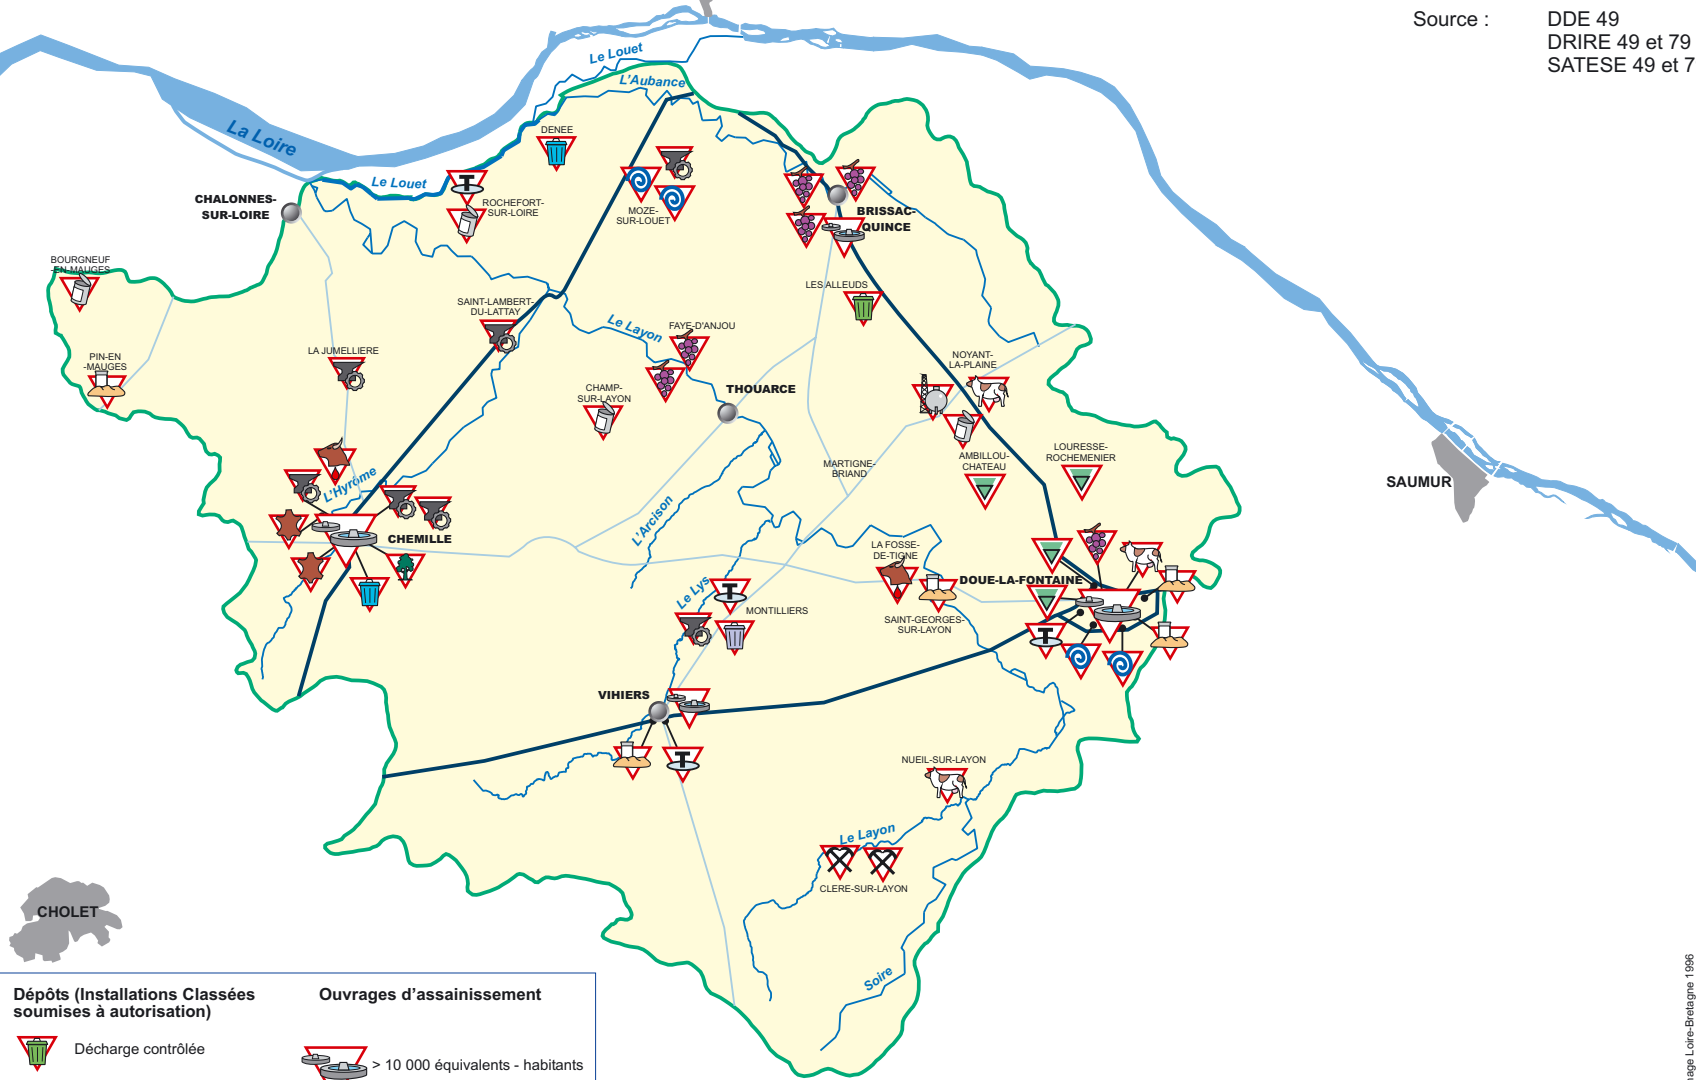 Source :
DDE 49
DRIRE 49 et 79
SATESE 49 et 7
Le Louet
L'Aubance
La Loire
DENEE
Le Louet
CHALONNES-
SUR-LOIRE
ROCHEFORT-
SUR-LOIRE
MOZE-
SUR-LOUET
BRISSAC-
QUINCE
BOURGNEUF
-EN-MAUGES
LES ALLEUDS
SAINT-LAMBERT-
DU-LATTAY
Le Layon
FAYE-D'ANJOU
LA JUMELLIERE
PIN-EN
-MAUGES
NOYANT-
LA-PLAINE
CHAMP-
SUR-LAYON
THOUARCE
LOURESSE-
ROCHEMENIER
AMBILLOU-
CHATEAU
MARTIGNE-
BRIAND
SAUMUR
L'Hyrôme
L'Arcison
CHEMILLE
LA FOSSE-
DE-TIGNE
DOUE-LA-FONTAINE
Le Lys
MONTILLIERS
SAINT-GEORGES-
SUR-LAYON
VIHIERS
NUEIL-SUR-LAYON
Le Layon
CLERE-SUR-LAYON
CHOLET
Soire
Dépôts (Installations Classées
soumises à autorisation)
Ouvrages d'assainissement
Décharge contrôlée
> 10 000 équivalents - habitants
Loire-Bretagne 1996